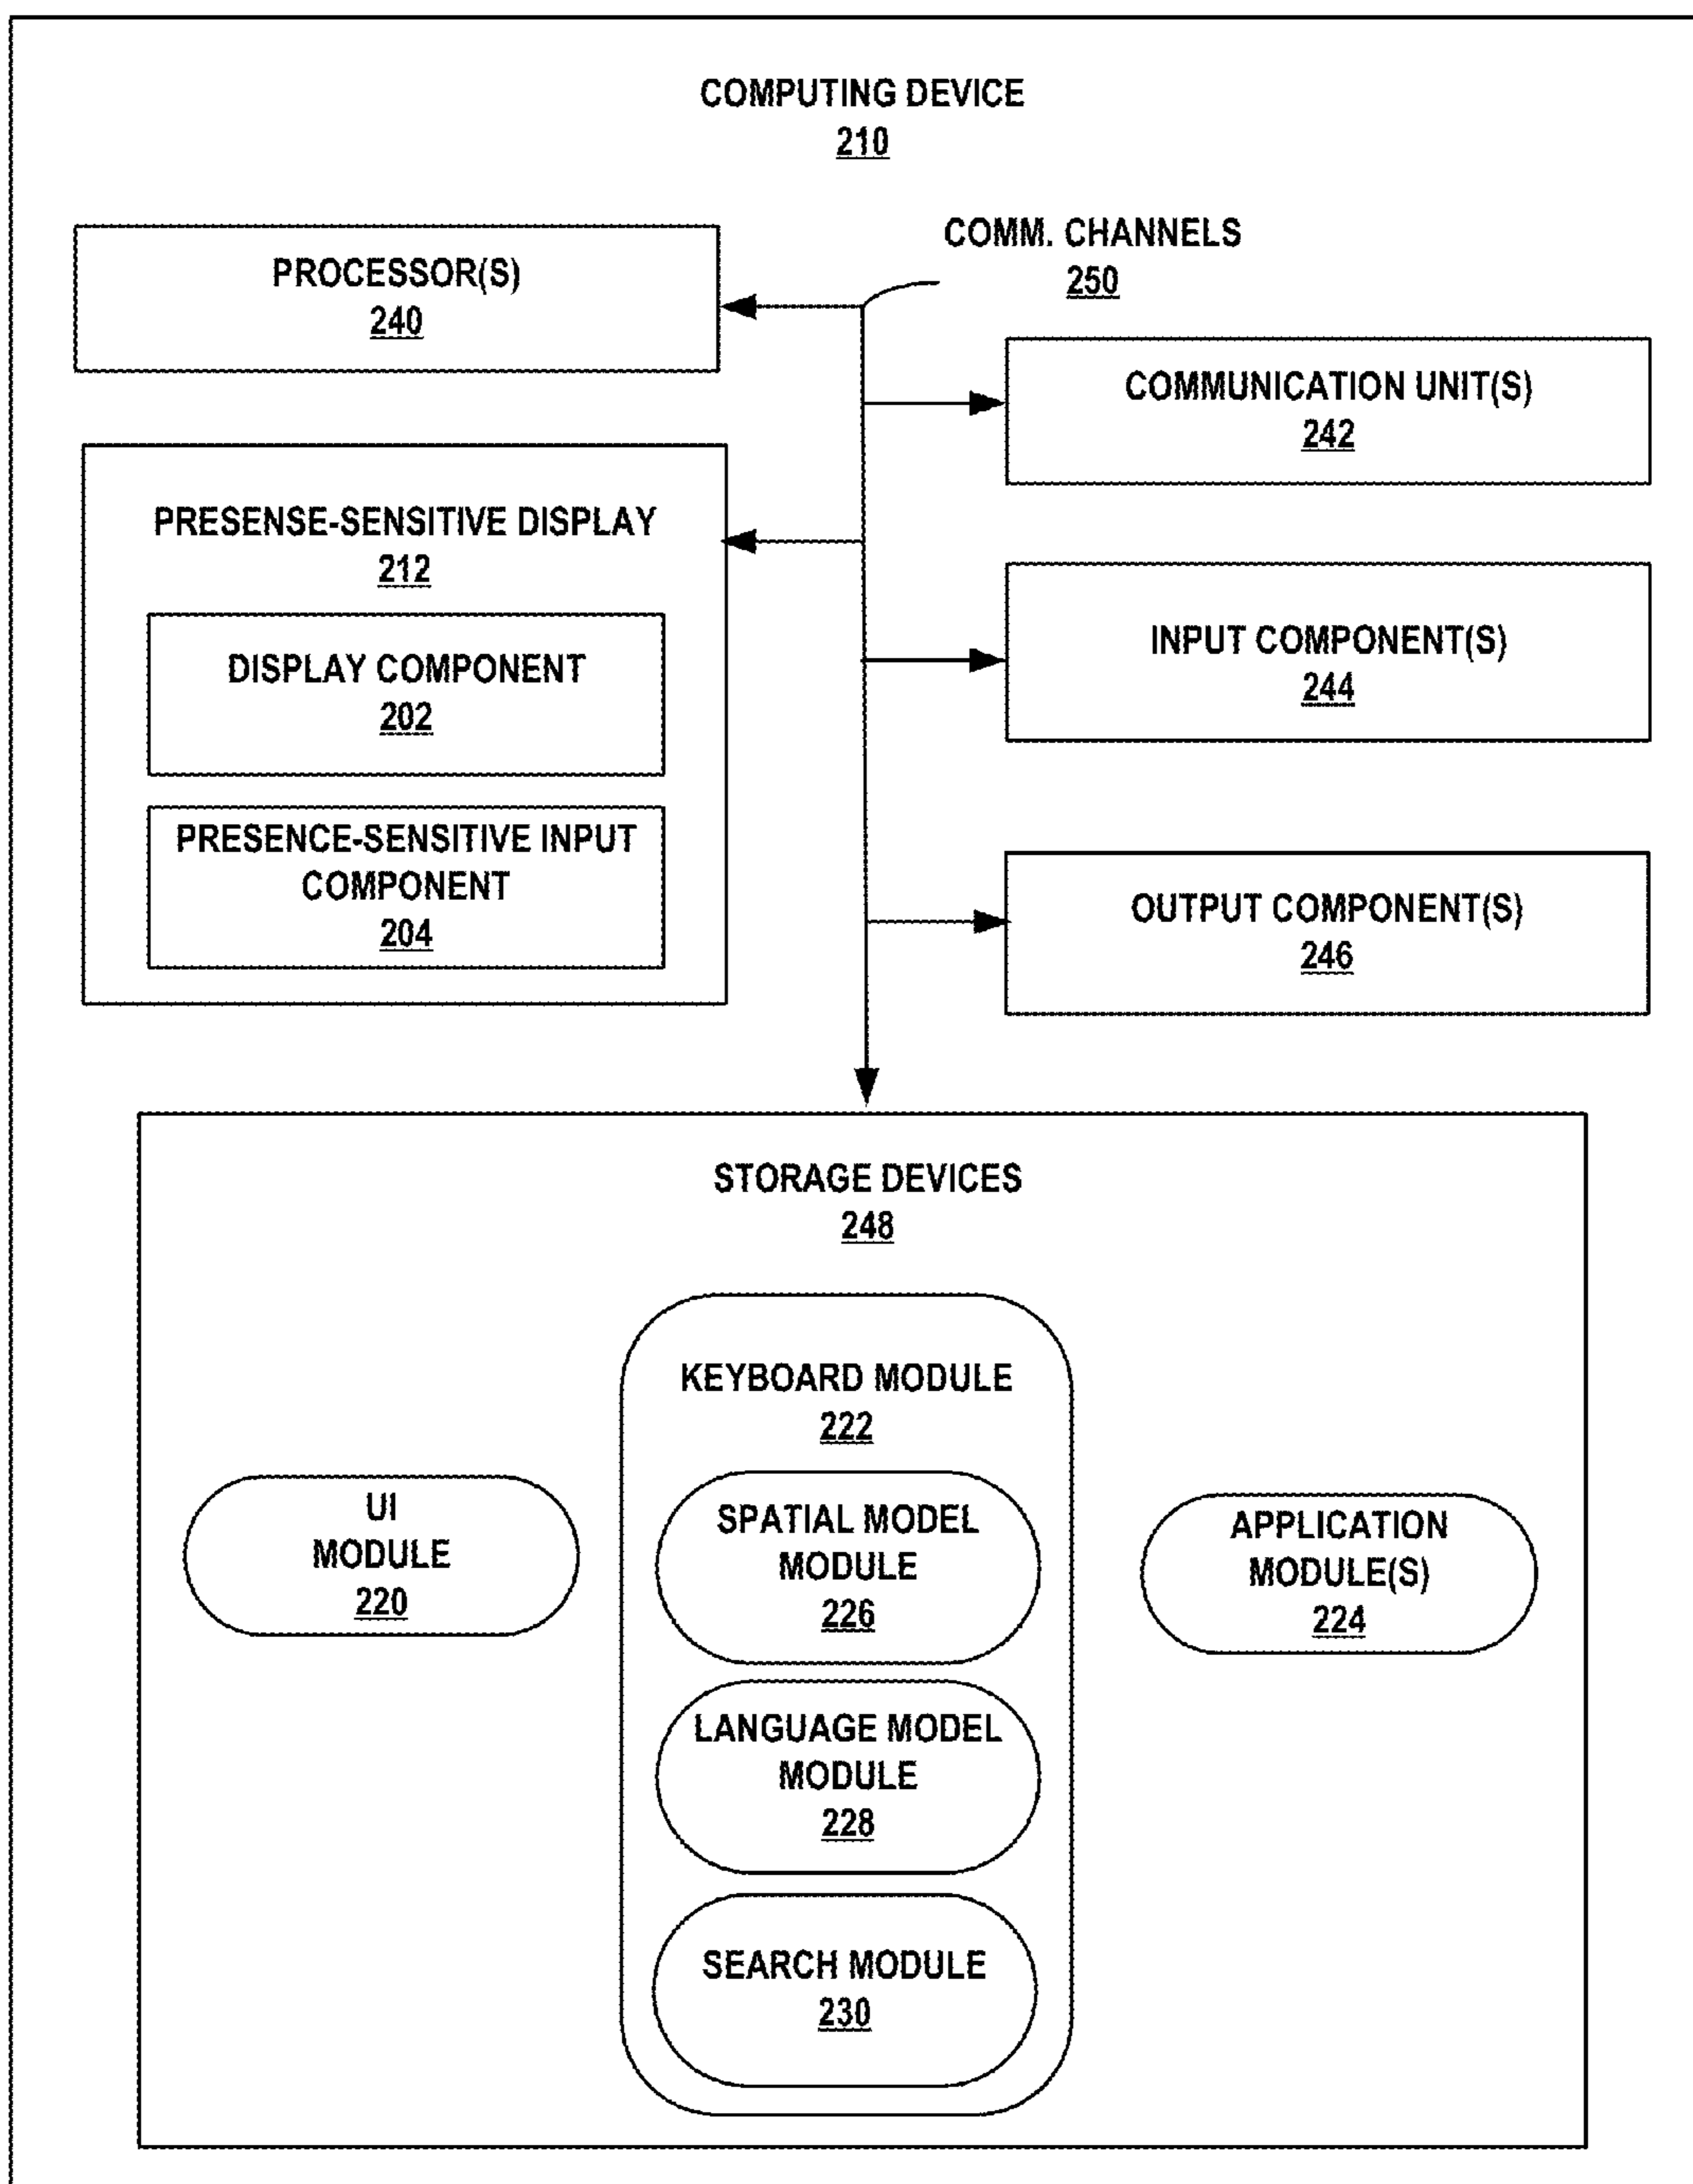 COMPUTING DEVICE
210
COMM. CHANNELS
250
PROCESSOR(S)
240
COMMUNICATION UNIT(S)
242
PRESENSE-SENSITIVE DISPLAY
212
DISPLAY COMPONENT
202
PRESENCE-SENSITIVE INPUT
COMPONENT
204
INPUT COMPONENT(S)
244
OUTPUT COMPONENT(S)
246
STORAGE DEVICES
248
UI
MODULE
220
KEYBOARD MODULE
222
SPATIAL MODEL
MODULE
226
LANGUAGE MODEL
MODULE
228
SEARCH MODULE
230
APPLICATION
MODULE(S)
224